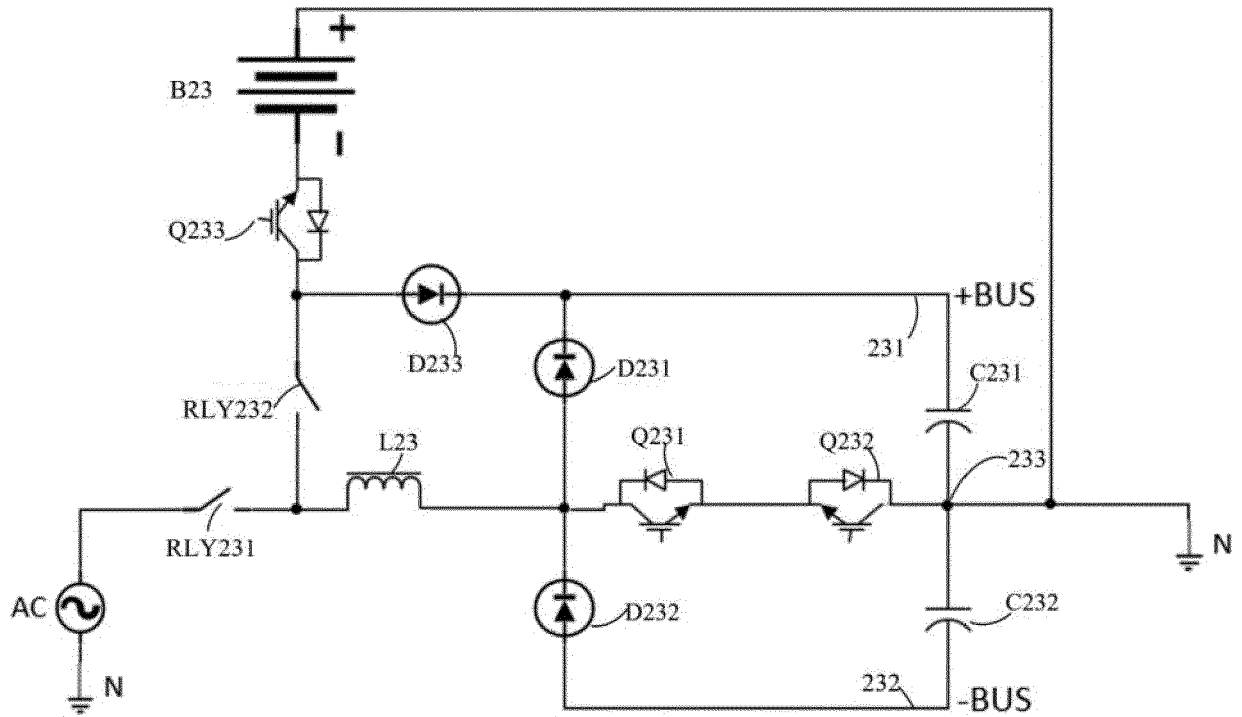 +
B23
–
Q233
+BUS
D233
231
D231
C231
RLY232
L23
Q231
Q232
233
RLY231
N
AC
D232
C232
N
232
-BUS